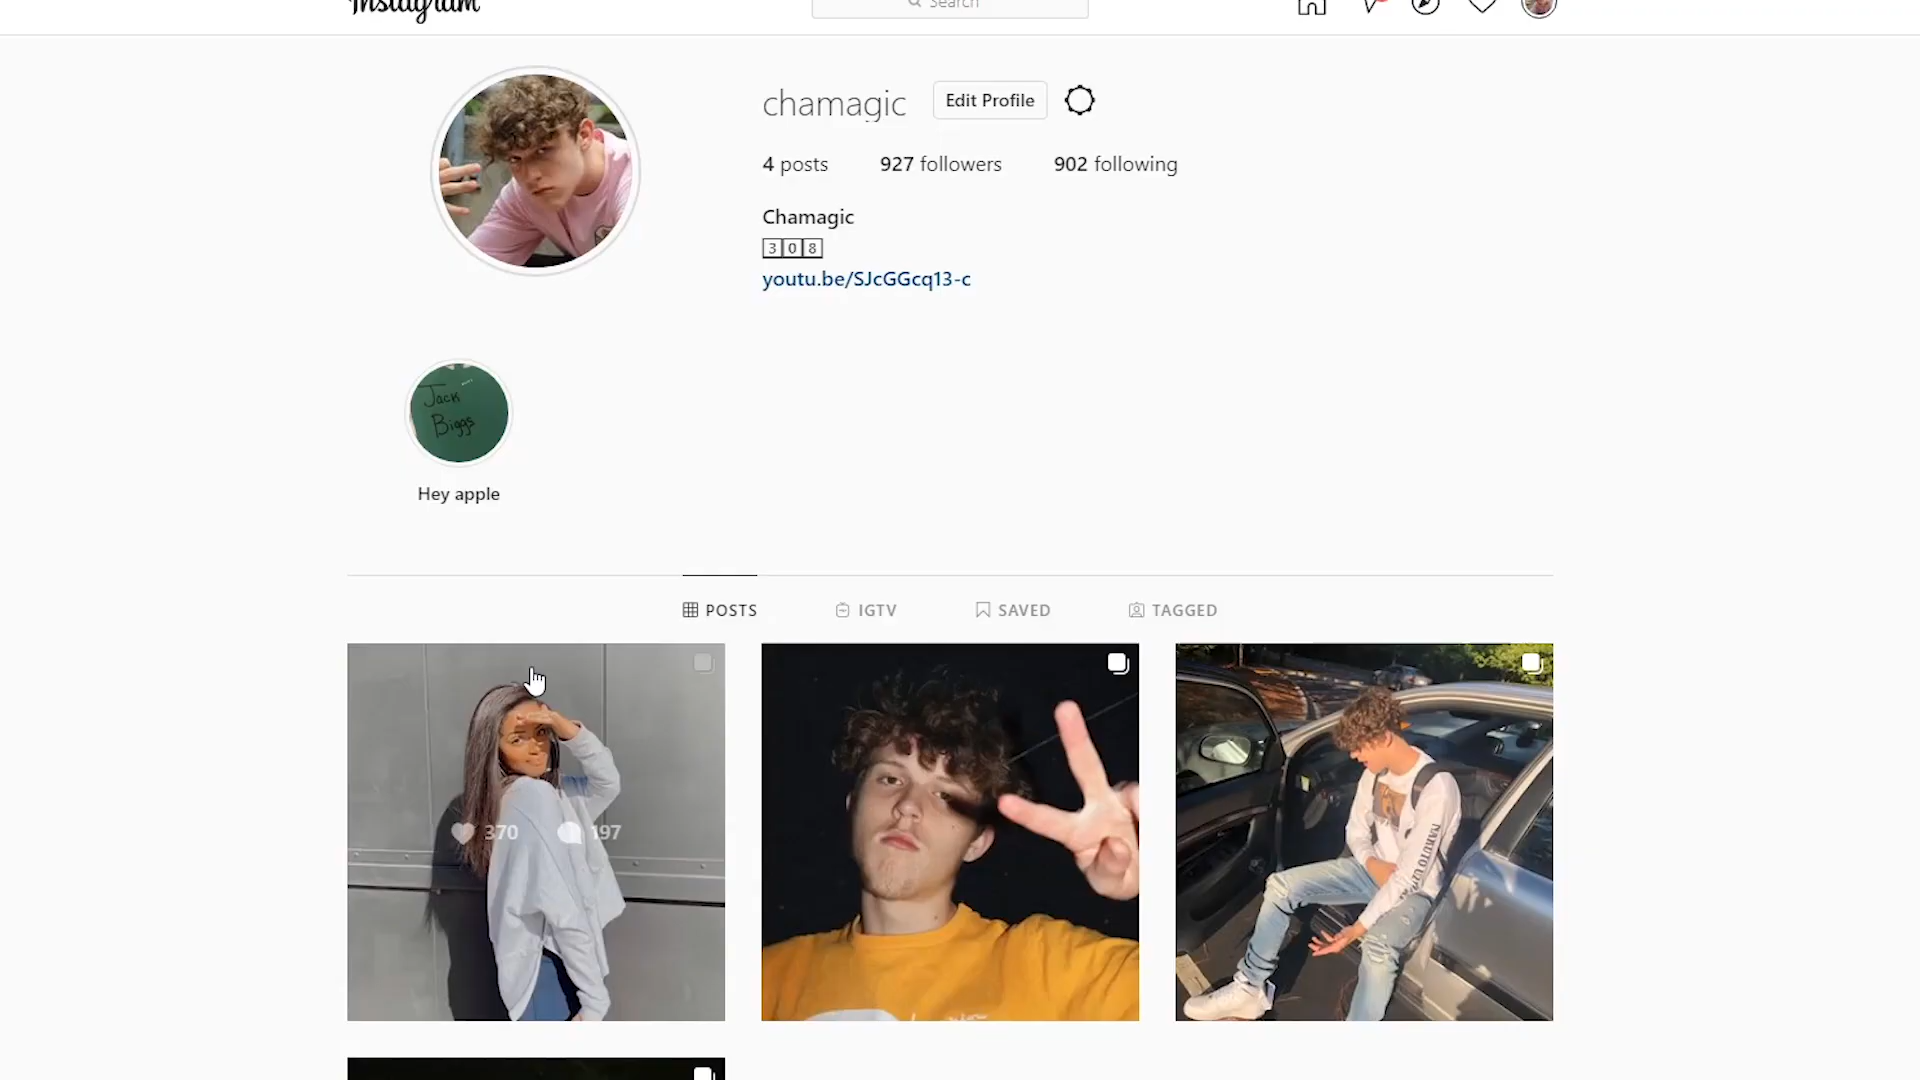 Instagram
Search
chamagic Edit Profile
4 posts 927 followers 902 following
Chamagic
308
youtu.be/SJcGGcq13-c
Jack
Biggs
Hey apple
POSTS IGTV SAVED TAGGED
370 197